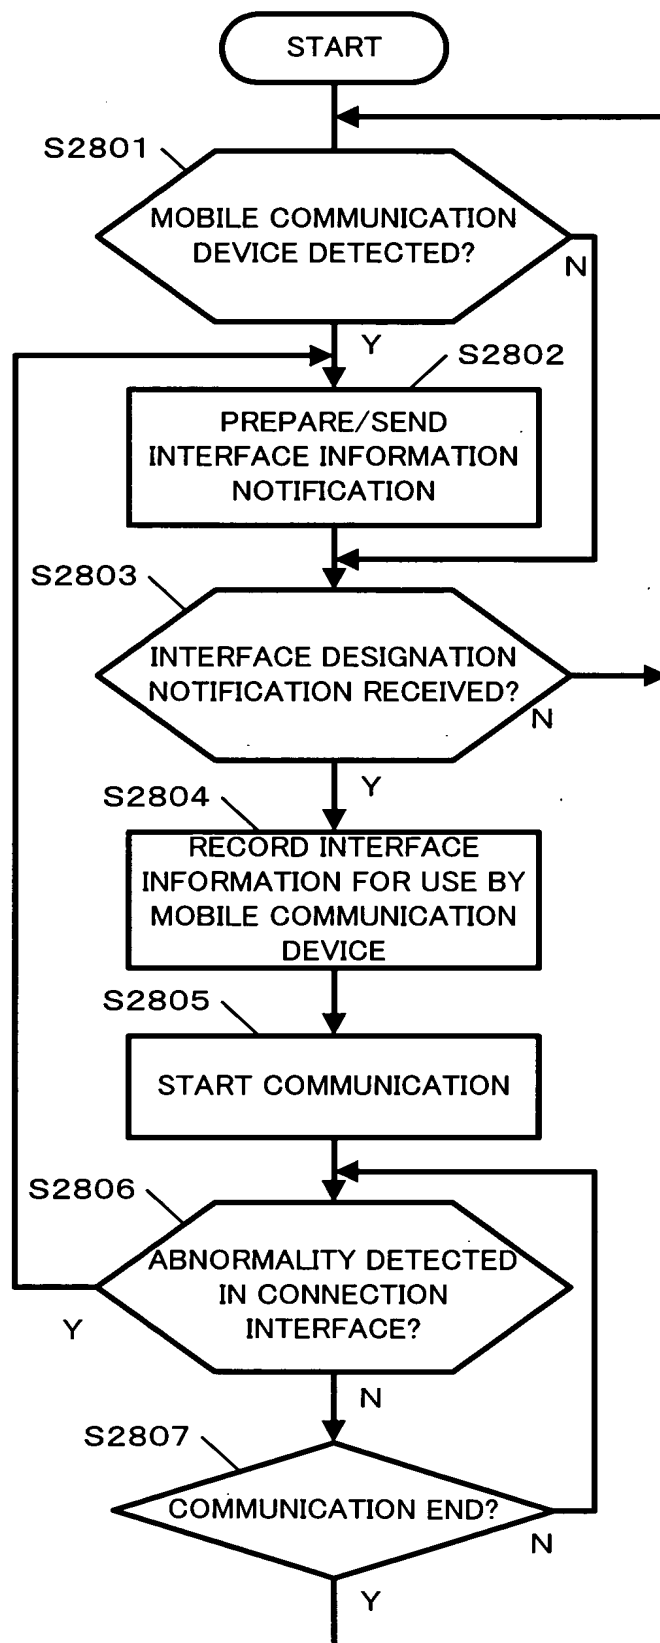 START
S2801
MOBILE COMMUNICATION
DEVICE DETECTED?
N
Y
S2802
PREPARE/SEND
INTERFACE INFORMATION
NOTIFICATION
S2803
INTERFACE DESIGNATION
NOTIFICATION RECEIVED?
N
Y
S2804
RECORD INTERFACE
INFORMATION FOR USE BY
MOBILE COMMUNICATION
DEVICE
S2805
START COMMUNICATION
S2806
ABNORMALITY DETECTED
IN CONNECTION
INTERFACE?
Y
N
S2807
COMMUNICATION END?
N
Y